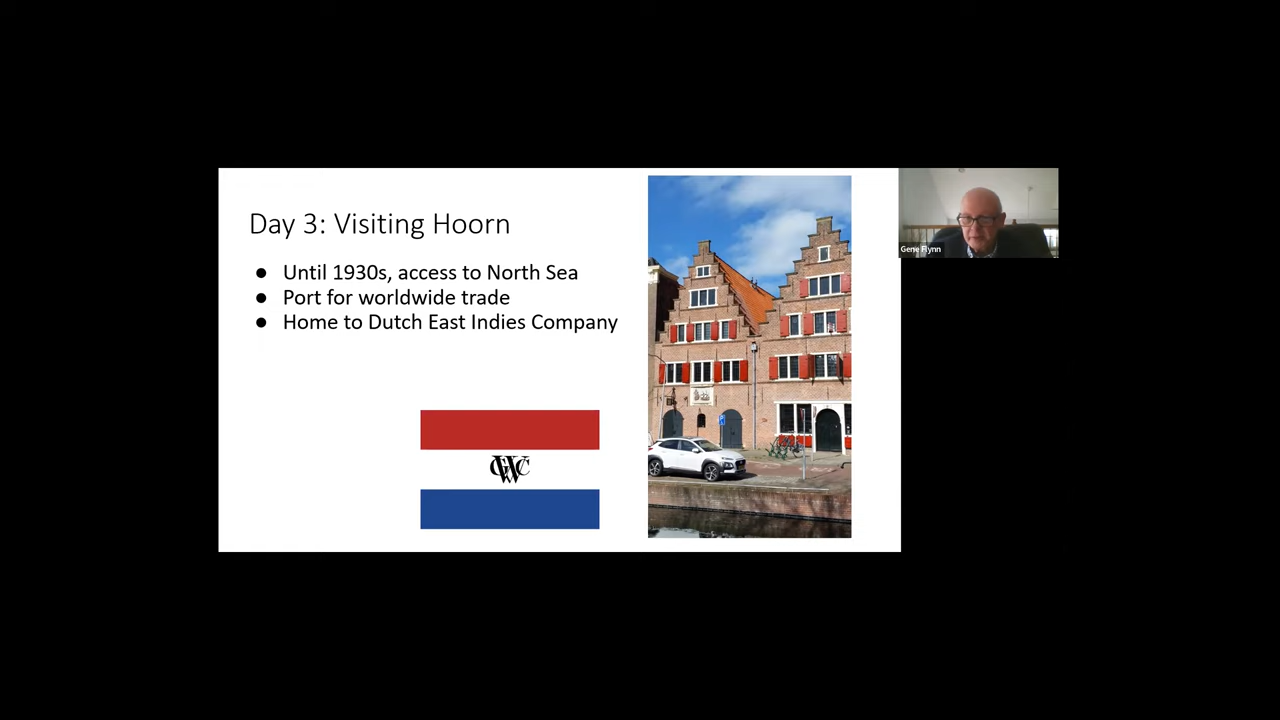 Day 3: Visiting Hoorn
● Until 1930s, access to North Sea
● Port for worldwide trade
● Home to Dutch East Indies Company
GWC
Gene Flynn